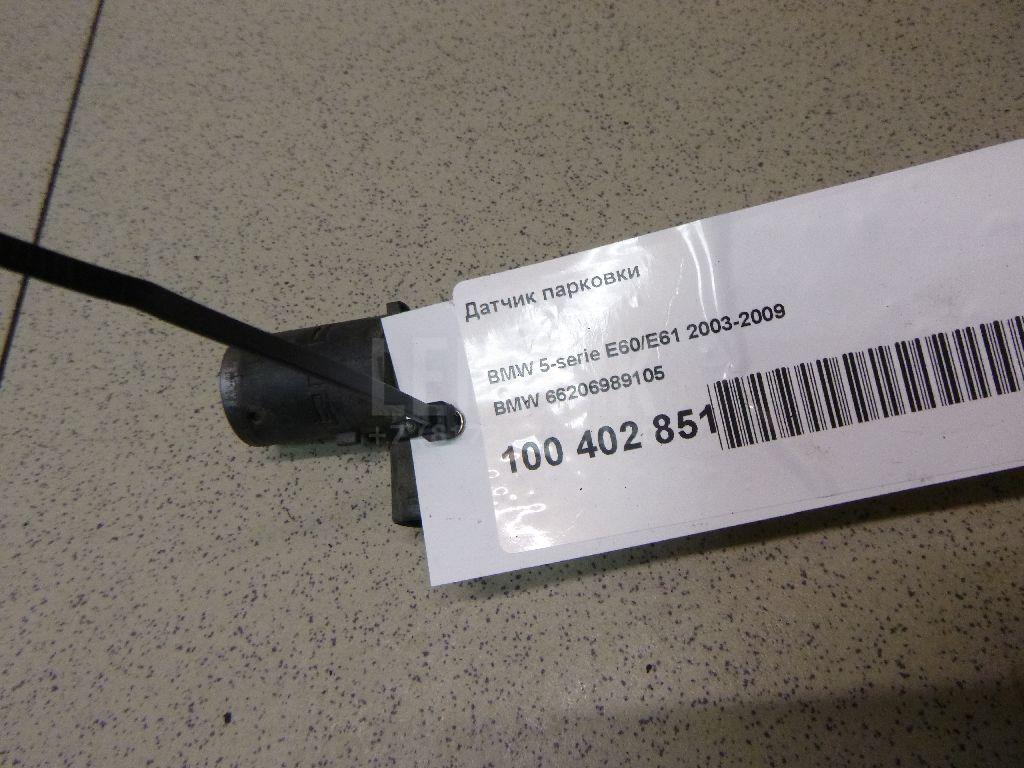 Датчик парковки
BMW 5-serie E60/E61 2003-2009
BMW 66206989105
100 402 851